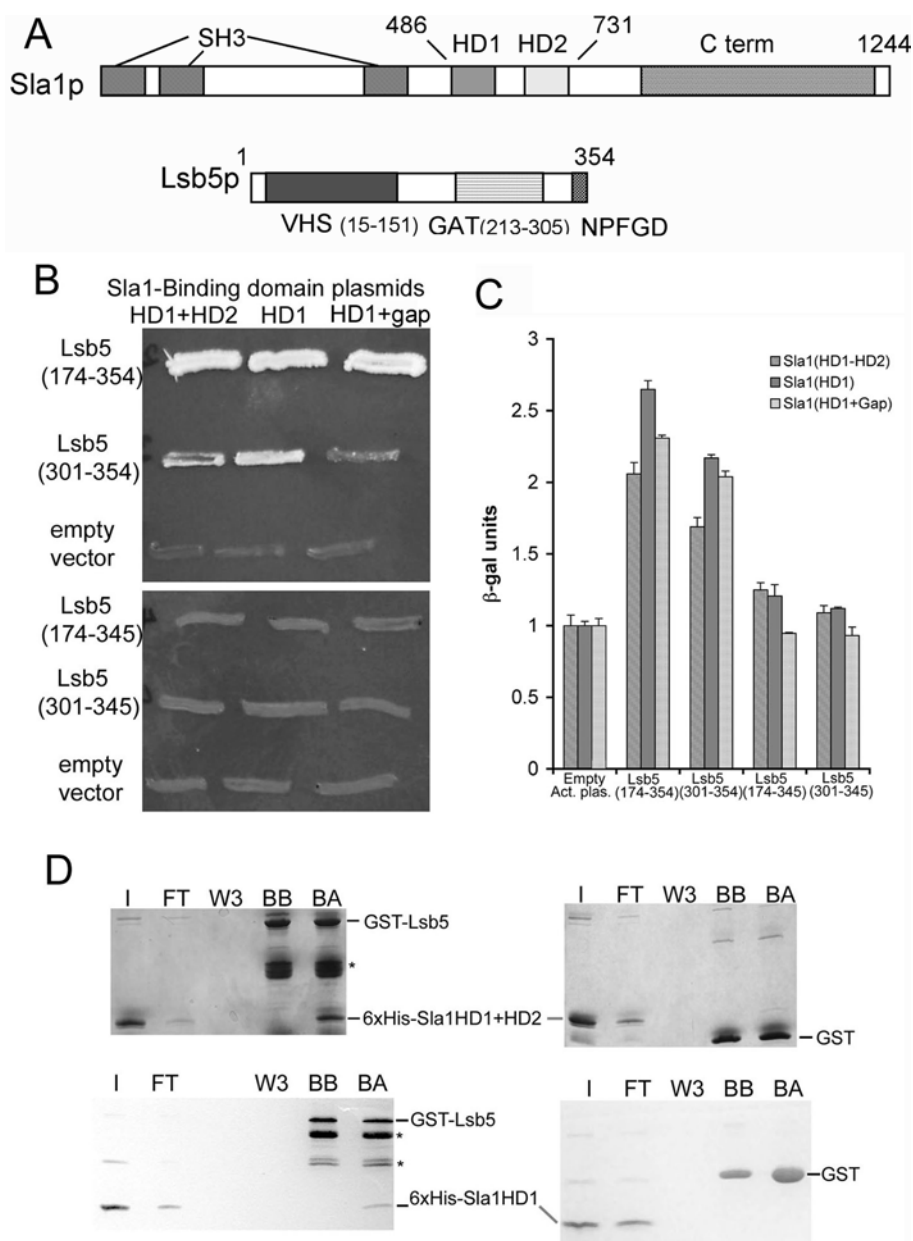 A
SH3
486
HD1
HD2
731
C term
1244
Sla1p
1
354
Lsb5p
VHS (15-151)
GAT(213-305)
NPFGD
B
Sla1-Binding domain plasmids
HD1+HD2 HD1 HD1+gap
Lsb5
(174-354)
Lsb5
(301-354)
empty
vector
Lsb5
(174-345)
Lsb5
(301-345)
empty
vector
C
3
2.5
2
1.5
1
0.5
0
β-gal units
Sla1(HD1-HD2)
Sla1(HD1)
Sla1(HD1+Gap)
Empty Lsb5 Lsb5 Lsb5 Lsb5
Act. plas. (174-354) (301-354) (174-345) (301-345)
D
I FT W3 BB BA
GST-Lsb5
*
6xHis-Sla1HD1+HD2
I FT W3 BB BA
GST
I FT W3 BB BA
GST-Lsb5
*
*
6xHis-Sla1HD1
I FT W3 BB BA
GST